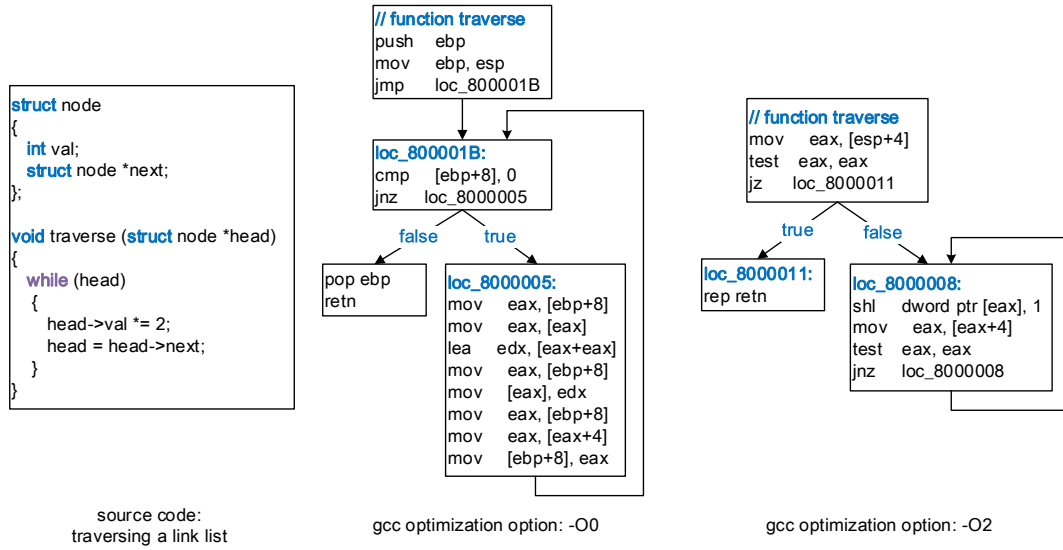 struct node
{
int val;
struct node *next;
};
void traverse (struct node *head)
{
while (head)
{
head->val *= 2;
head = head->next;
}
}
source code:
traversing a link list
// function traverse
push ebp
mov ebp, esp
jmp loc_800001B
loc_800001B:
cmp [ebp+8], 0
jnz loc_8000005
false
true
pop ebp
retn
loc_8000005:
mov eax, [ebp+8]
mov eax, [eax]
lea edx, [eax+eax]
mov eax, [ebp+8]
mov [eax], edx
mov eax, [ebp+8]
mov eax, [eax+4]
mov [ebp+8], eax
gcc optimization option: -O0
// function traverse
mov eax, [esp+4]
test eax, eax
jz loc_8000011
true
false
loc_8000011:
rep retn
loc_8000008:
shl dword ptr [eax], 1
mov eax, [eax+4]
test eax, eax
jnz loc_8000008
gcc optimization option: -O2